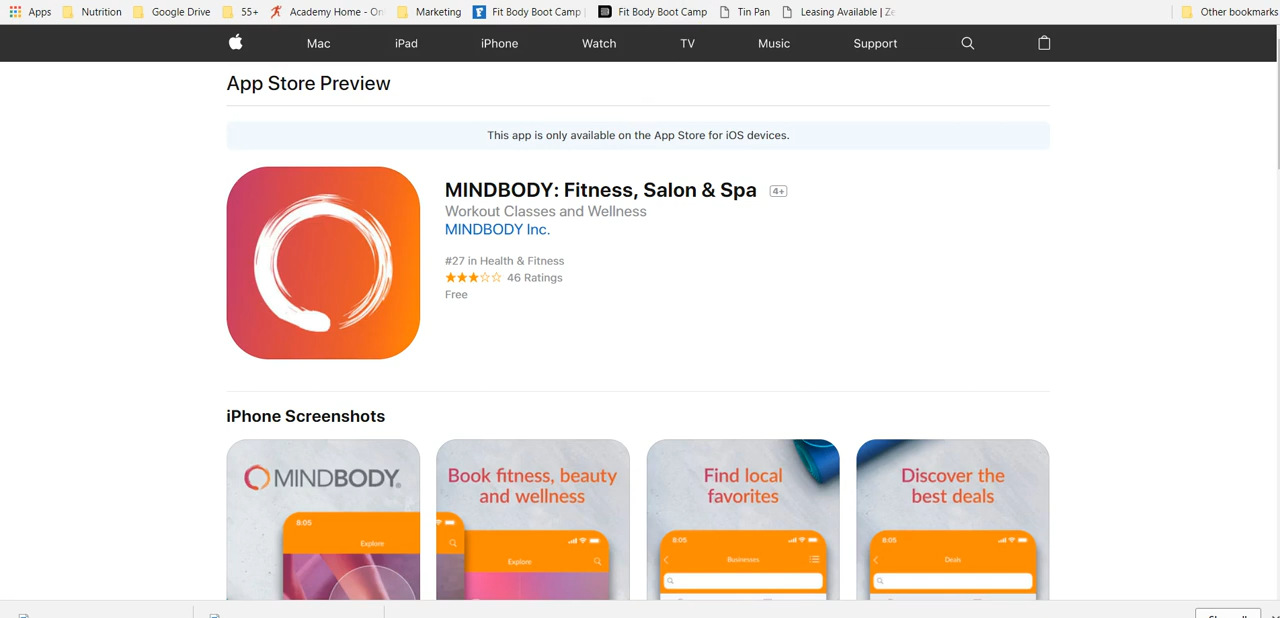 Apps Nutrition Google Drive 55+ Academy Home - On Marketing Fit Body Boot Camp Fit Body Boot Camp Tin Pan Leasing Available | Ze Other bookmarks
Mac iPad iPhone Watch TV Music Support
App Store Preview
This app is only available on the App Store for iOS devices.
MINDBODY: Fitness, Salon & Spa 4+
Workout Classes and Wellness
MINDBODY Inc.
#27 in Health & Fitness
46 Ratings
Free
iPhone Screenshots
MINDBODY
8:05
Explore
Book fitness, beauty
and wellness
Explore
Find local
favorites
8:05
Businesses
Discover the
best deals
8:05
Deals